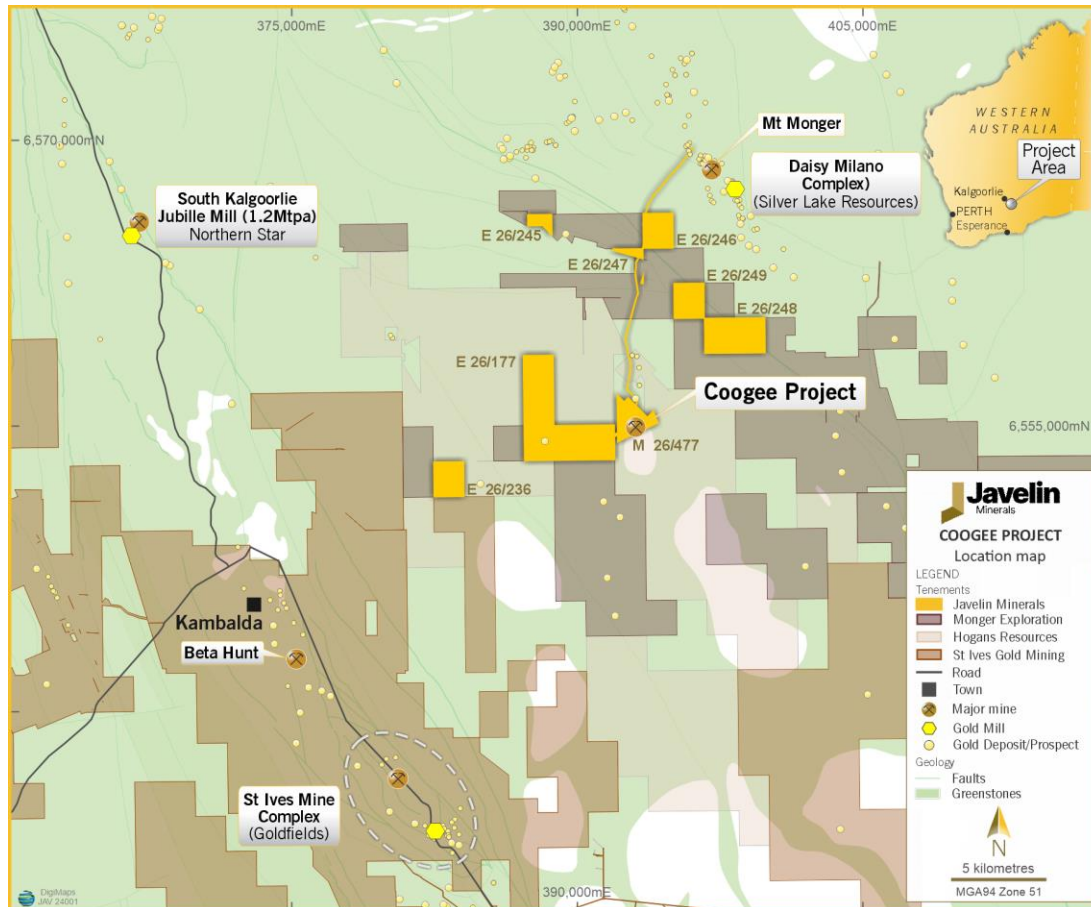 375,000mE
390,000mE
405,000mE
6,570,000mN
WESTERN
AUSTRALIA
Project
Area
Kalgoorlie
PERTH
Esperance
Mt Monger
Daisy Milano
Complex)
(Silver Lake Resources)
South Kalgoorlie
Jubille Mill (1.2Mtpa)
Northern Star
E 26/245
E 26/246
E 26/247
E 26/249
E 26/248
E 26/177
Coogee Project
M 26/477
6,555,000mN
E 26/236
Kambalda
Beta Hunt
St Ives Mine
Complex
(Goldfields)
Javelin
Minerals
COOGEE PROJECT
Location map
LEGEND
Tenements
Javelin Minerals
Monger Exploration
Hogans Resources
St Ives Gold Mining
Road
Town
Major mine
Gold Mill
Gold Deposit/Prospect
Geology
Faults
Greenstones
N
5 kilometres
MGA94 Zone 51
DigiMaps
JAV 24001
390,000mE